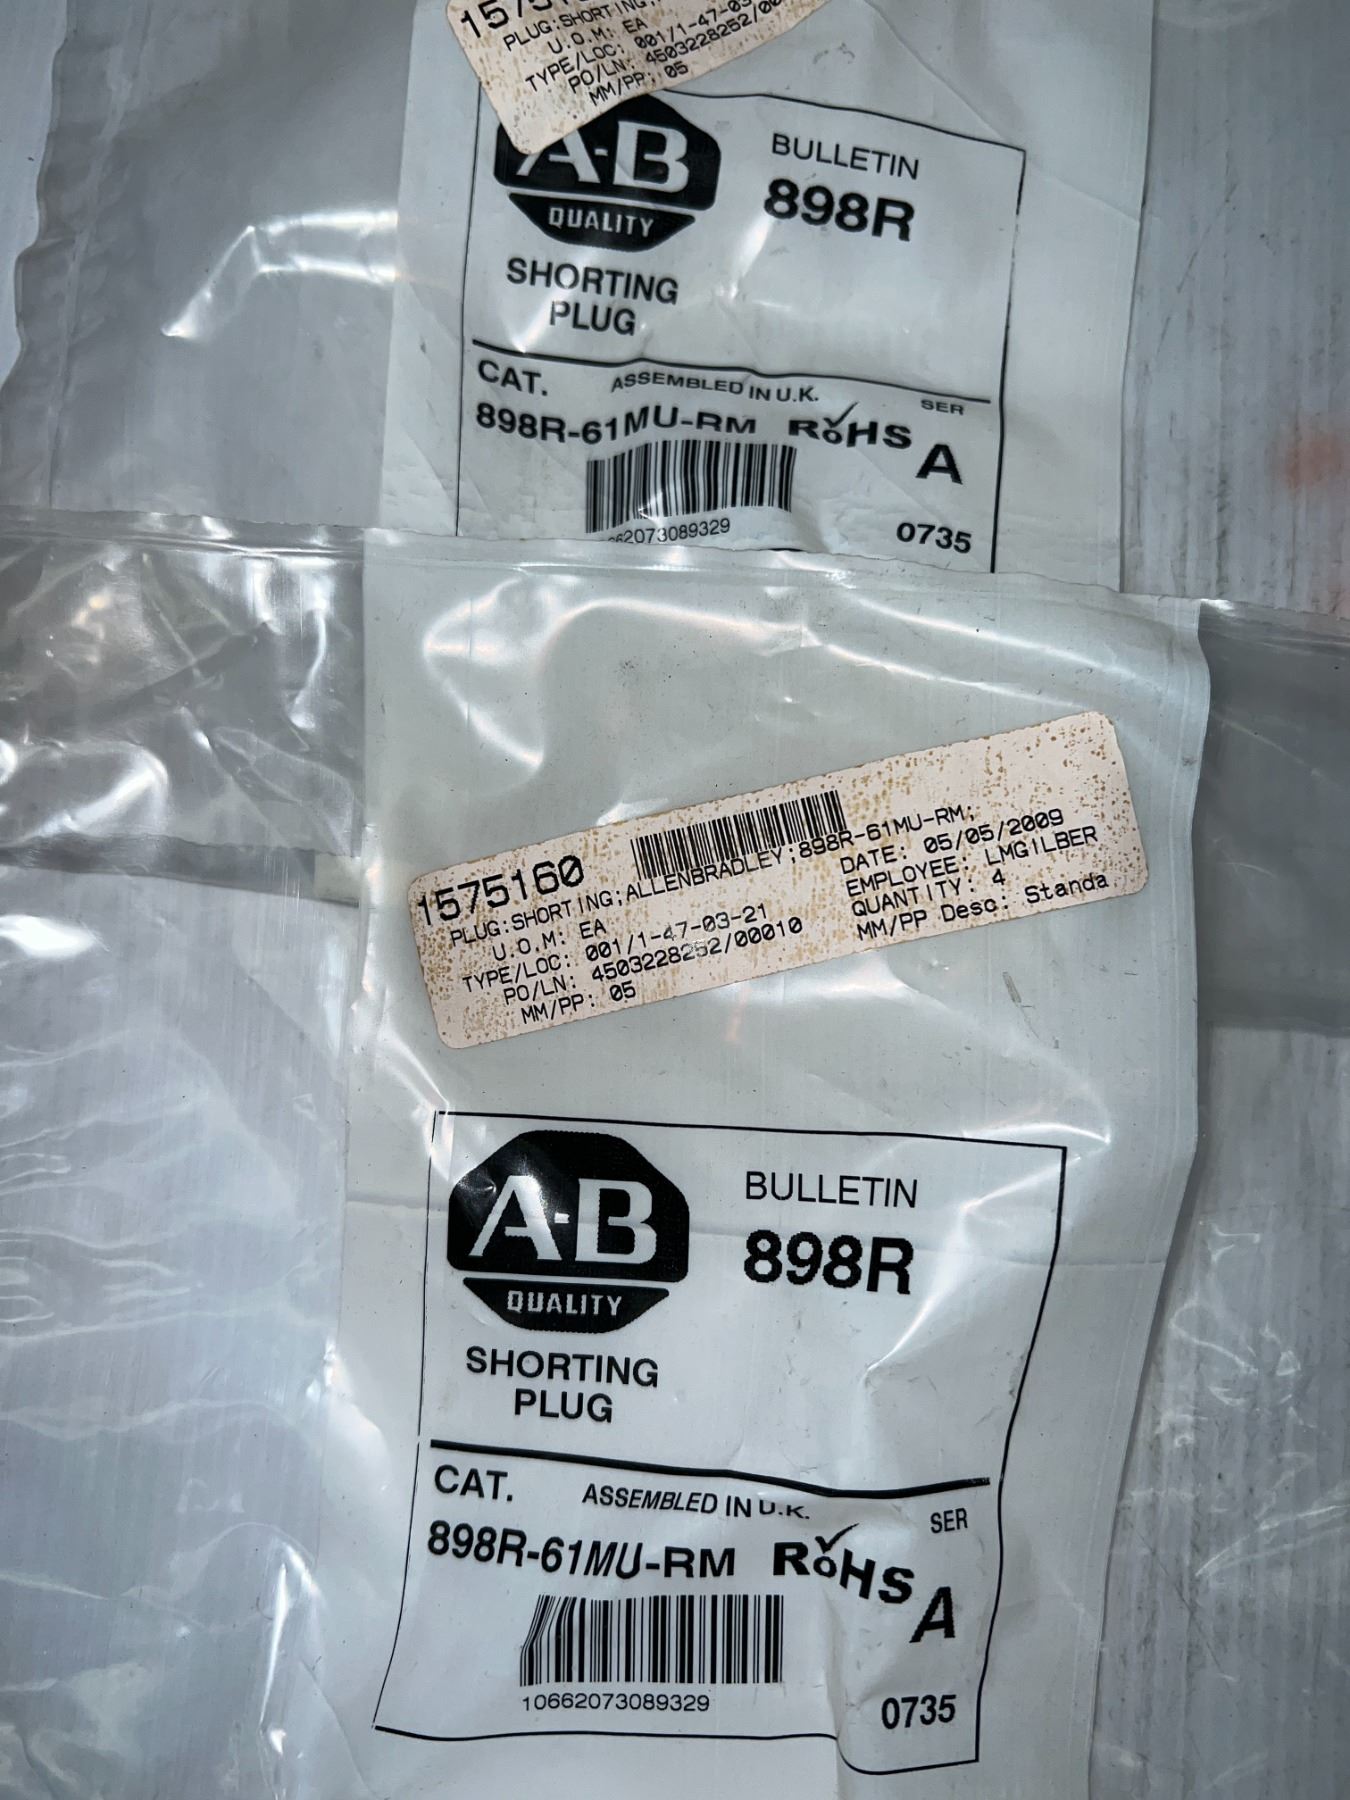 PLUG:SHORTING;
U.O.M: EA
TYPE/LOC: 001/1-47-03
PO/LN: 4503228252/00
MM/PP: 05
A-B
QUALITY
BULLETIN
898R
SHORTING
PLUG
CAT. ASSEMBLED IN U.K. SER
898R-61MU-RM RoHS A
62073089329 0735
1575160
PLUG:SHORTING;ALLENBRADLEY;898R-61MU-RM;
U.O.M: EA DATE: 05/05/2009
TYPE/LOC: 001/1-47-03-21 EMPLOYEE: LMGILBER
PO/LN: 4503228252/00010 QUANTITY: 4
MM/PP: 05 MM/PP Desc: Standa
A-B
QUALITY
BULLETIN
898R
SHORTING
PLUG
CAT. ASSEMBLED IN U.K. SER
898R-61MU-RM RoHS A
10662073089329 0735